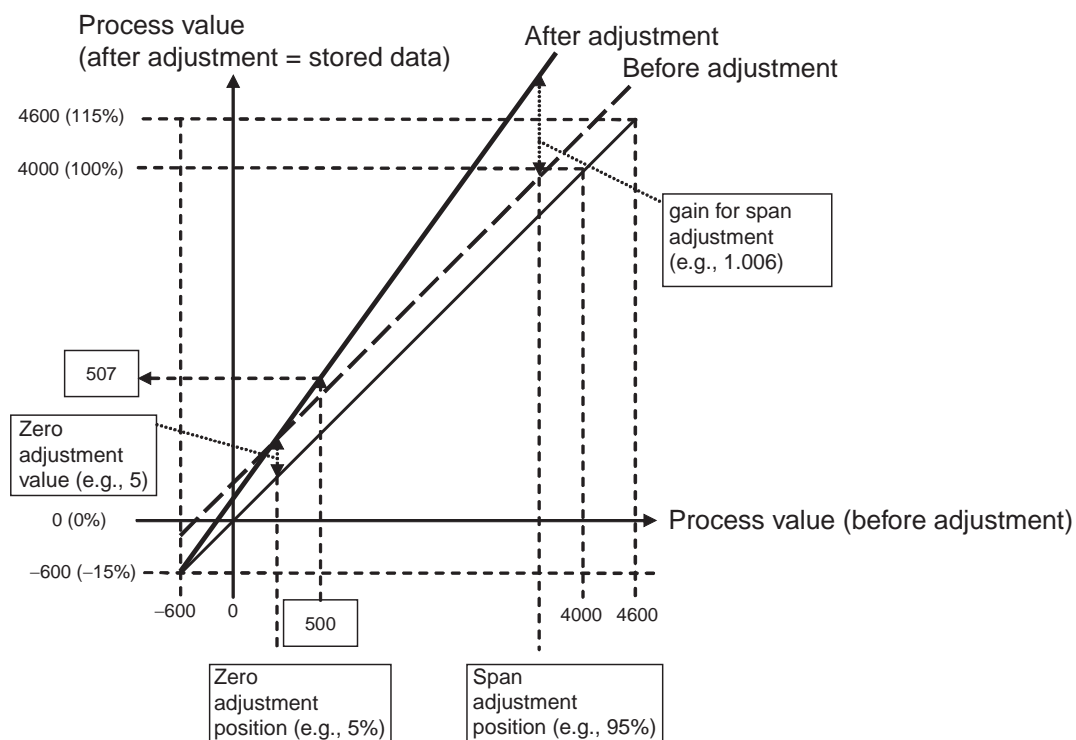 Process value
(after adjustment = stored data)
After adjustment
Before adjustment
4600 (115%)
4000 (100%)
gain for span
adjustment
(e.g., 1.006)
507
Zero
adjustment
value (e.g., 5)
0 (0%)
Process value (before adjustment)
−600 (−15%)
−600
0
500
4000
4600
Zero
adjustment
position (e.g., 5%)
Span
adjustment
position (e.g., 95%)